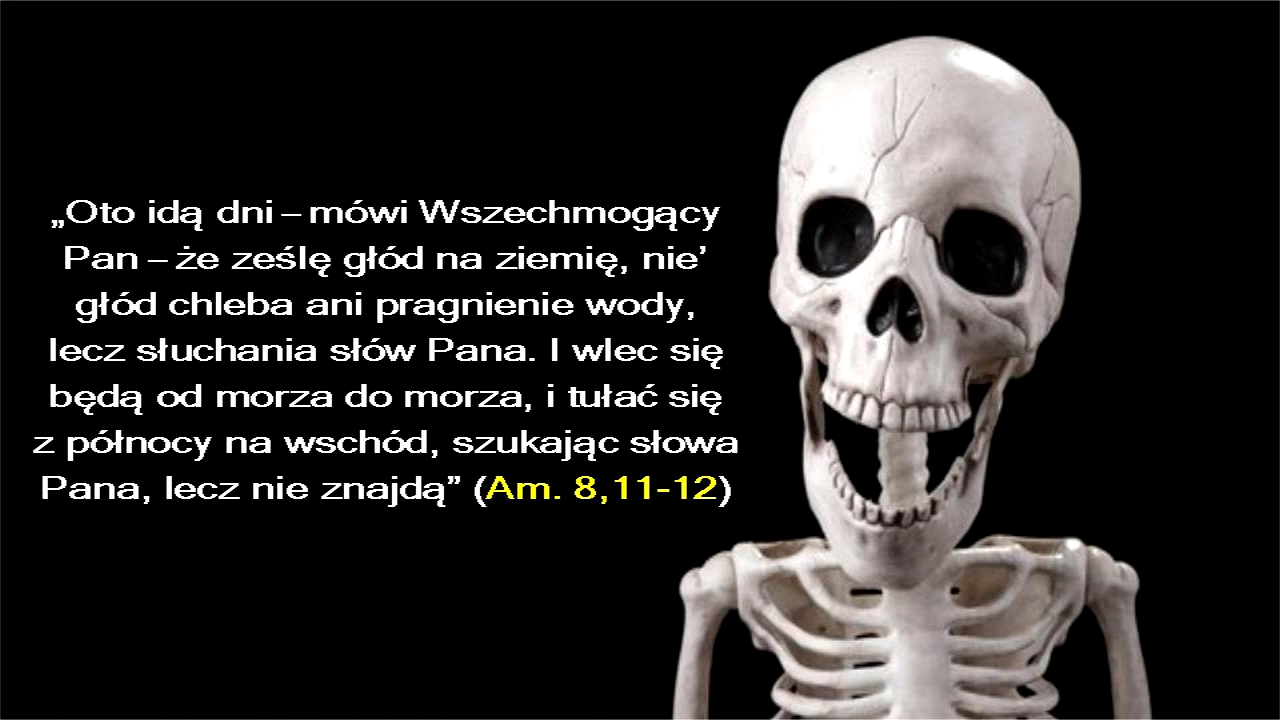 „Oto idą dni – mówi Wszechmogący
Pan – że ześlę głód na ziemię, nie’
głód chleba ani pragnienie wody,
lecz słuchania słów Pana. I wlec się
będą od morza do morza, i tułać się
z północy na wschód, szukając słowa
Pana, lecz nie znajdą” (Am. 8,11-12)